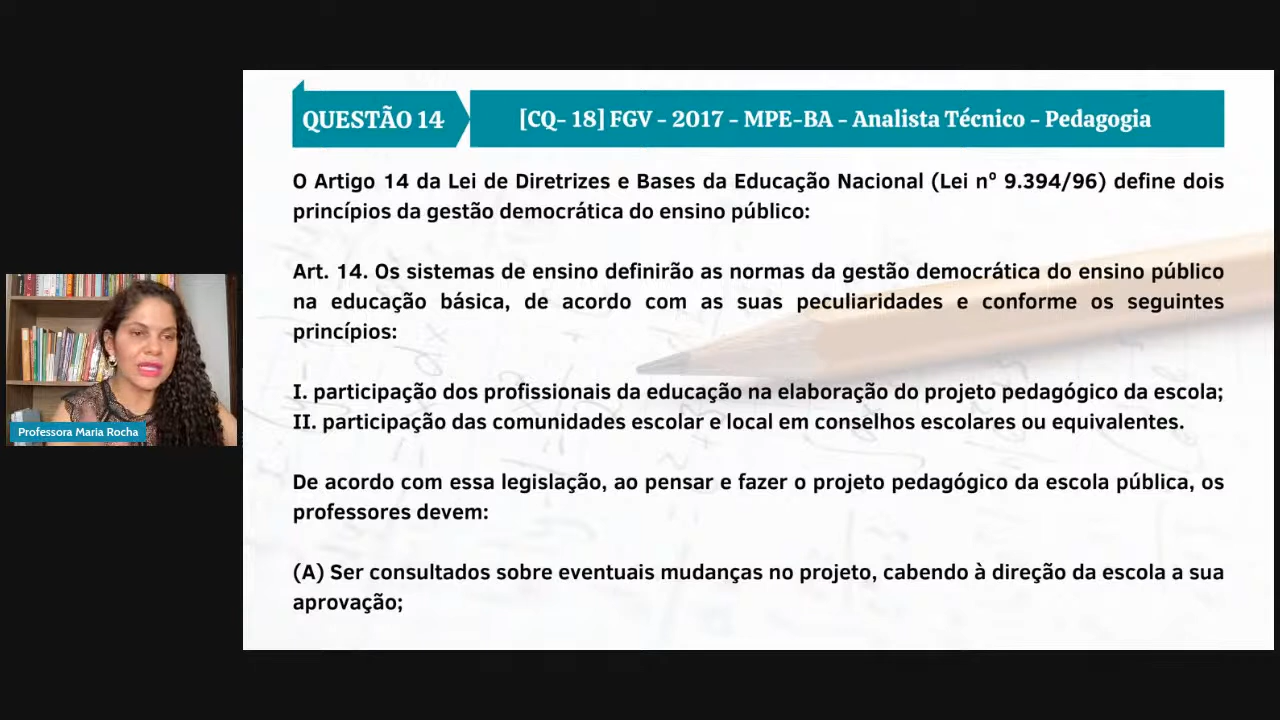 QUESTÃO 14
[CQ- 18] FGV - 2017 - MPE-BA - Analista Técnico - Pedagogia
O Artigo 14 da Lei de Diretrizes e Bases da Educação Nacional (Lei nº 9.394/96) define dois
princípios da gestão democrática do ensino público:
Art. 14. Os sistemas de ensino definirão as normas da gestão democrática do ensino público
na educação básica, de acordo com as suas peculiaridades e conforme os seguintes
princípios:
I. participação dos profissionais da educação na elaboração do projeto pedagógico da escola;
II. participação das comunidades escolar e local em conselhos escolares ou equivalentes.
De acordo com essa legislação, ao pensar e fazer o projeto pedagógico da escola pública, os
professores devem:
(A) Ser consultados sobre eventuais mudanças no projeto, cabendo à direção da escola a sua
aprovação;
Professora Maria Rocha